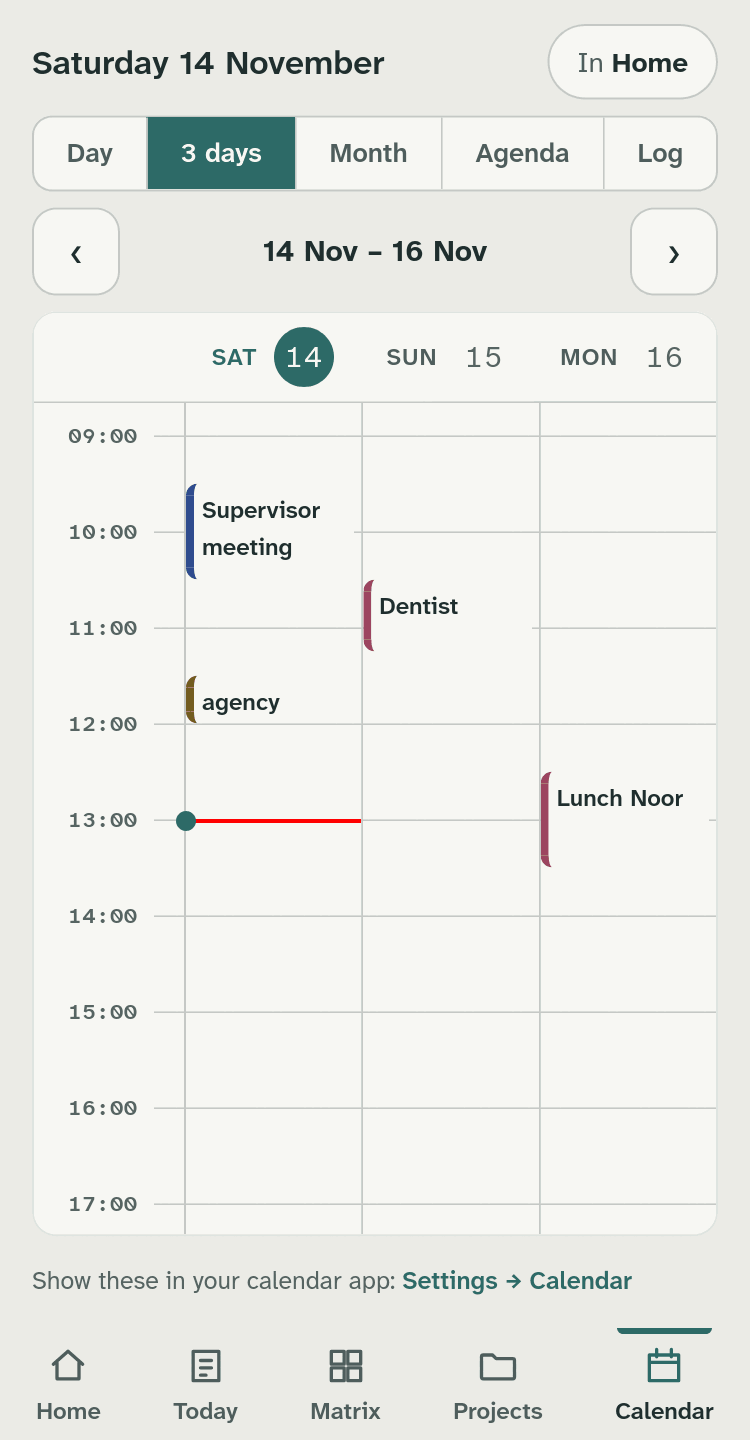 Saturday 14 November
In Home
Day
3 days
Month
Agenda
Log
‹
14 Nov – 16 Nov
›
SAT 14
SUN 15
MON 16
09:00
Supervisor
meeting
10:00
Dentist
11:00
agency
12:00
Lunch Noor
13:00
14:00
15:00
16:00
17:00
Show these in your calendar app: Settings → Calendar
Home
Today
Matrix
Projects
Calendar